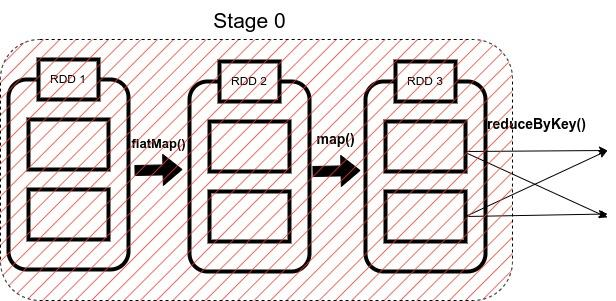 Stage 0
RDD 1
RDD 2
RDD 3
flatMap()
map()
reduceByKey()